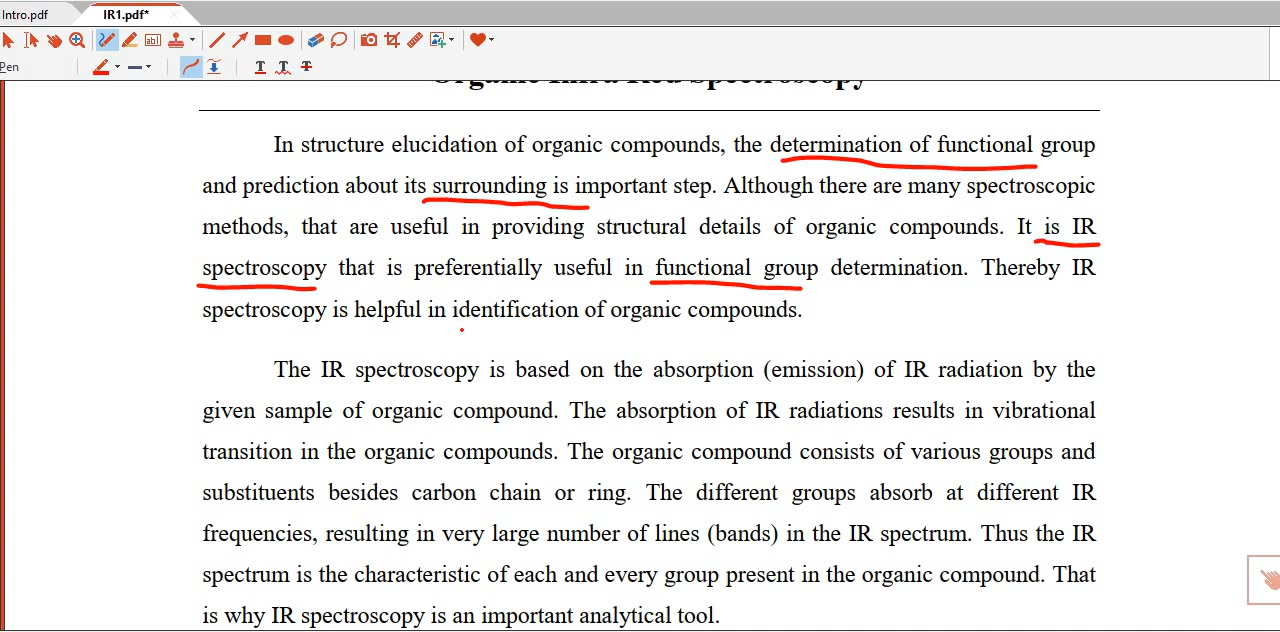 Intro.pdf
IR1.pdf*
Pen
Organic Infra Red Spectroscopy
In structure elucidation of organic compounds, the determination of functional group
and prediction about its surrounding is important step. Although there are many spectroscopic
methods, that are useful in providing structural details of organic compounds. It is IR
spectroscopy that is preferentially useful in functional group determination. Thereby IR
spectroscopy is helpful in identification of organic compounds.
The IR spectroscopy is based on the absorption (emission) of IR radiation by the
given sample of organic compound. The absorption of IR radiations results in vibrational
transition in the organic compounds. The organic compound consists of various groups and
substituents besides carbon chain or ring. The different groups absorb at different IR
frequencies, resulting in very large number of lines (bands) in the IR spectrum. Thus the IR
spectrum is the characteristic of each and every group present in the organic compound. That
is why IR spectroscopy is an important analytical tool.